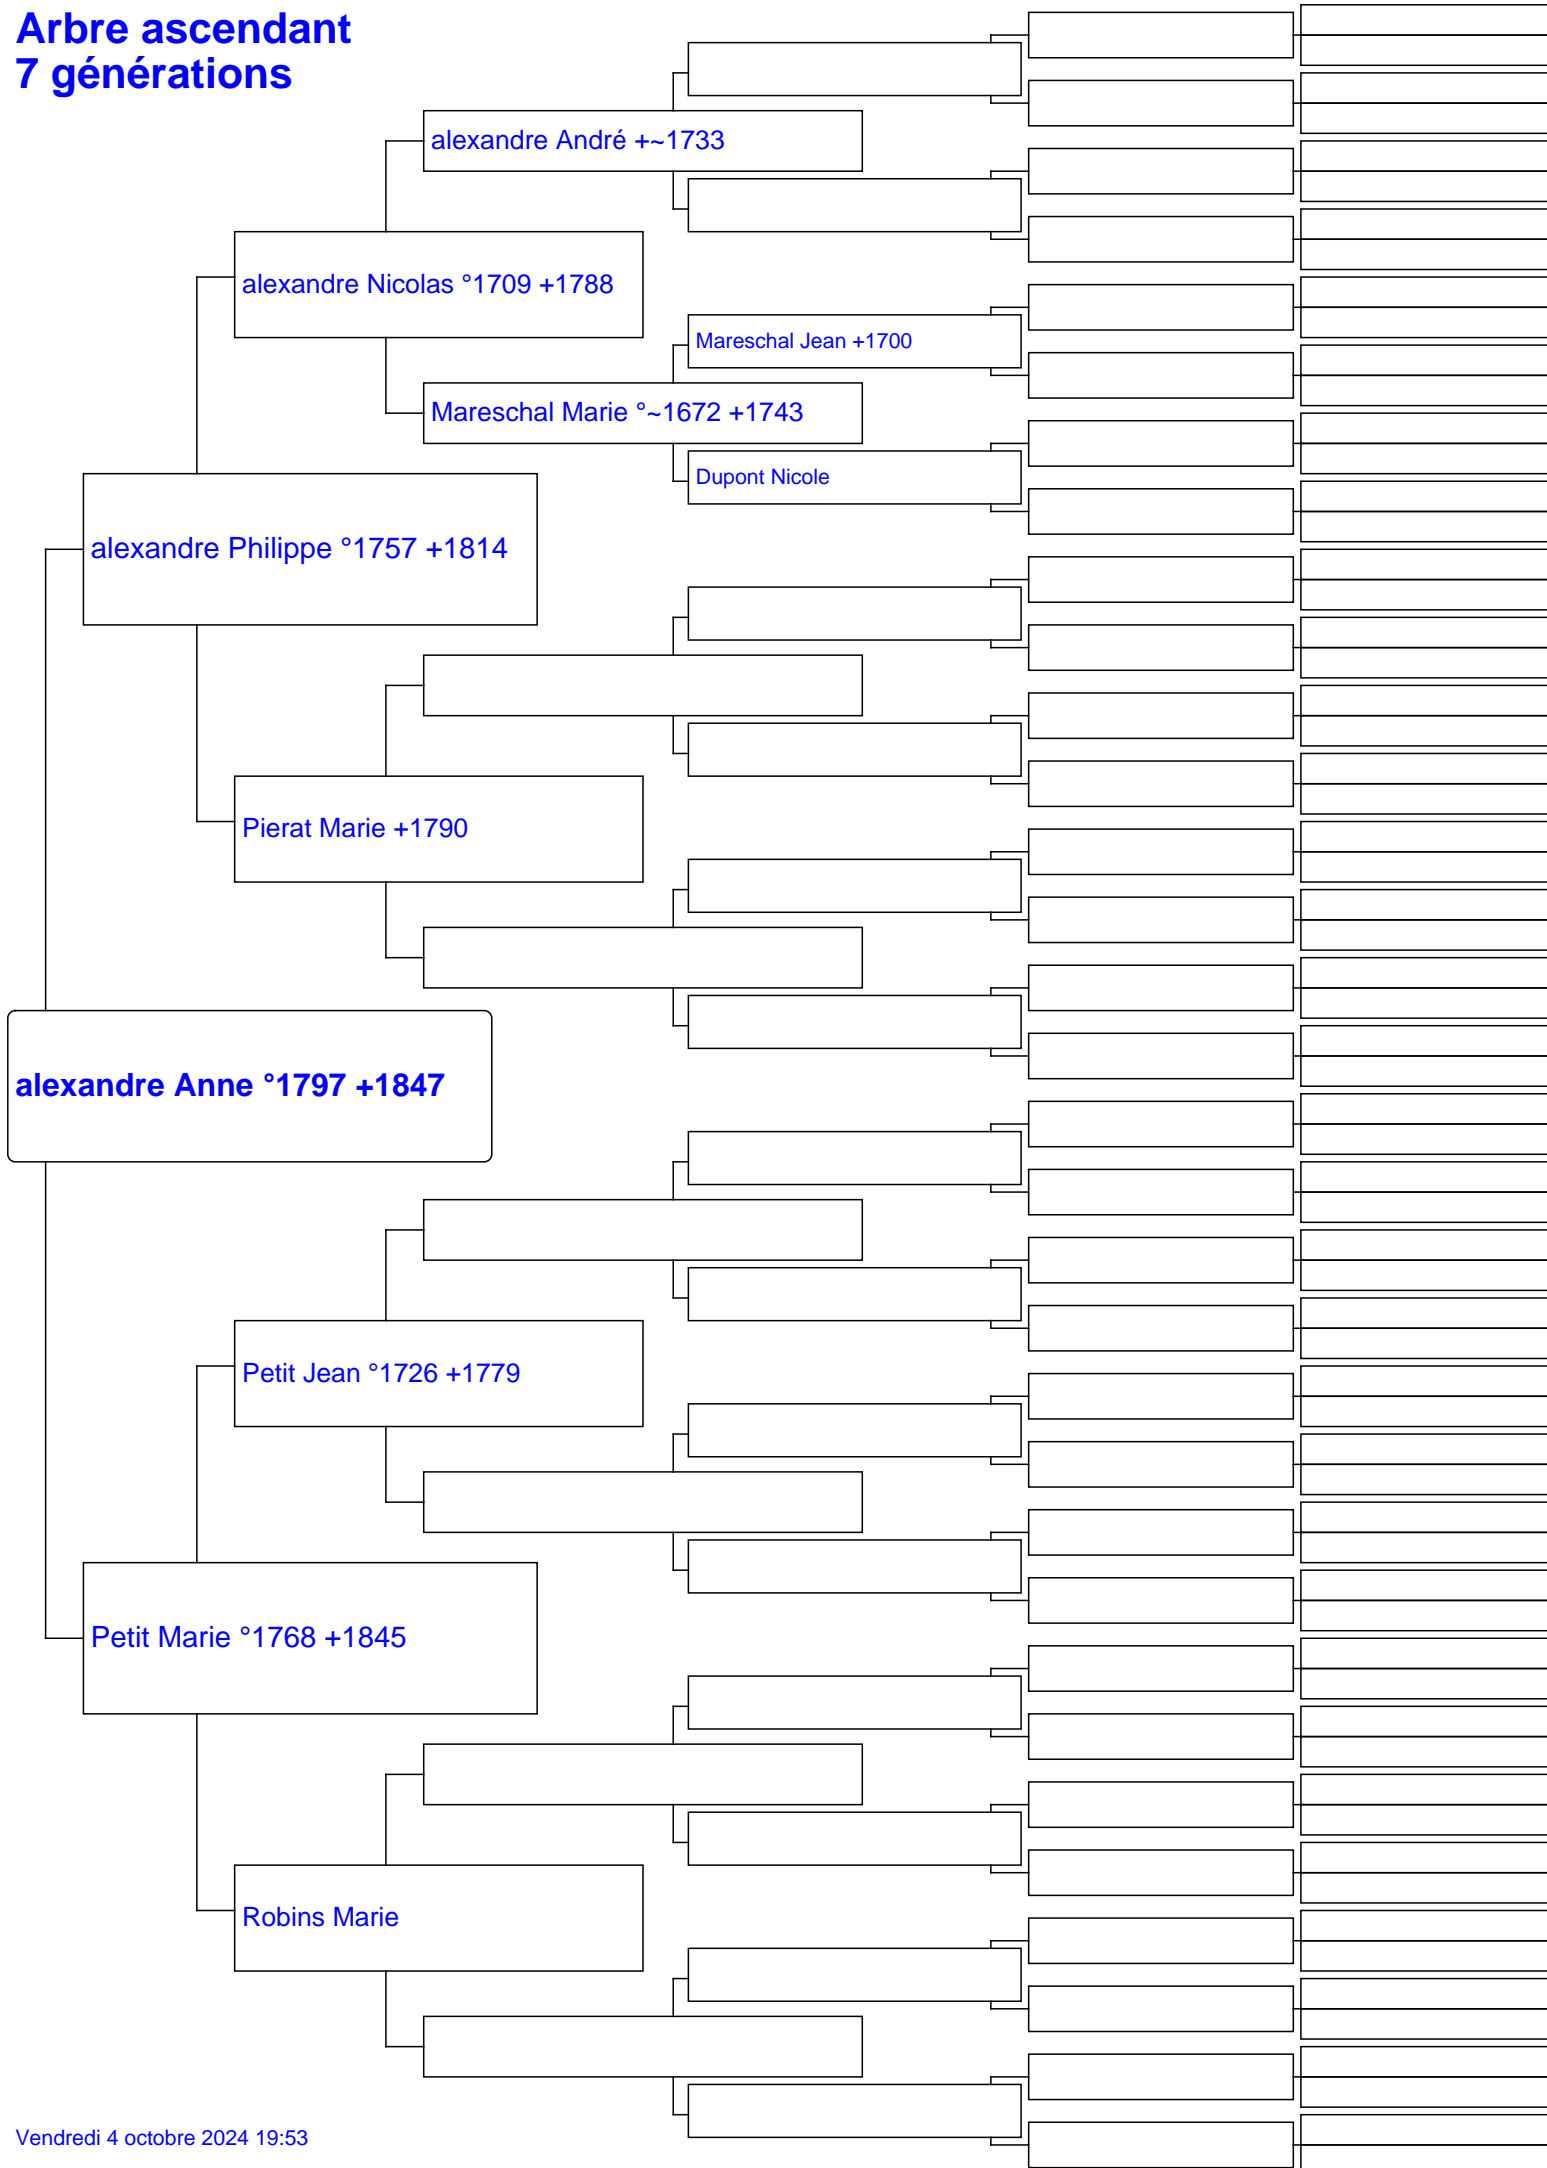 Arbre ascendant
7 générations
alexandre André +~1733
alexandre Nicolas °1709 +1788
Mareschal Jean +1700
Mareschal Marie °~1672 +1743
Dupont Nicole
alexandre Philippe °1757 +1814
Pierat Marie +1790
alexandre Anne °1797 +1847
Petit Jean °1726 +1779
Petit Marie °1768 +1845
Robins Marie
Vendredi 4 octobre 2024 19:53